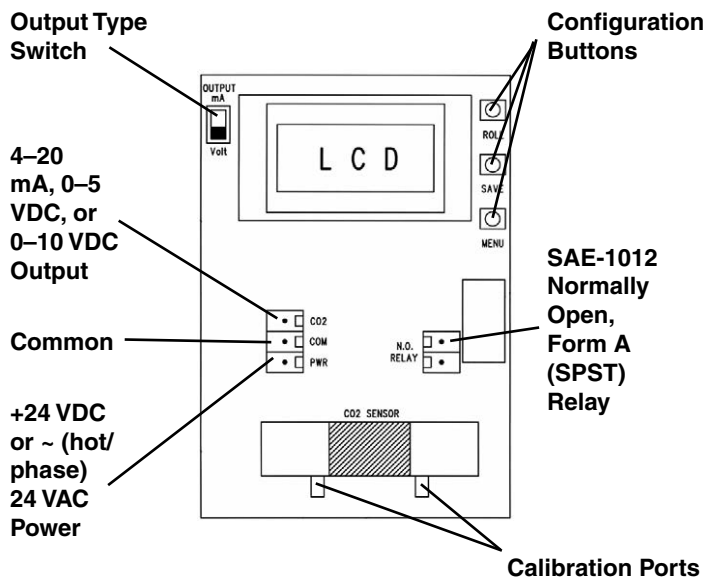 Output Type
Switch
Configuration
Buttons
OUTPUT
mA
Volt
L C D
ROLL
SAVE
MENU
4–20
mA, 0–5
VDC, or
0–10 VDC
Output
SAE-1012
Normally
Open,
Form A
(SPST)
Relay
CO2
Common
COM
PWR
N.O.
RELAY
+24 VDC
or ~ (hot/
phase)
24 VAC
Power
CO2 SENSOR
Calibration Ports